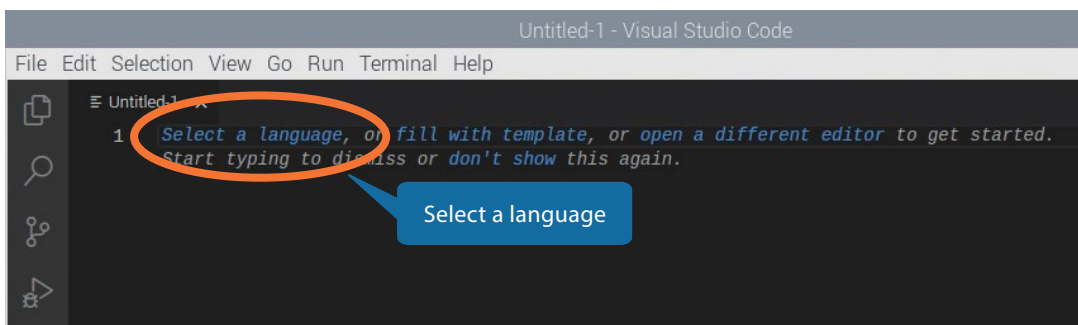 Untitled-1 - Visual Studio Code
File Edit Selection View Go Run Terminal Help
Untitled-1
1 Select a language, or fill with template, or open a different editor to get started.
Start typing to dismiss or don't show this again.
Select a language